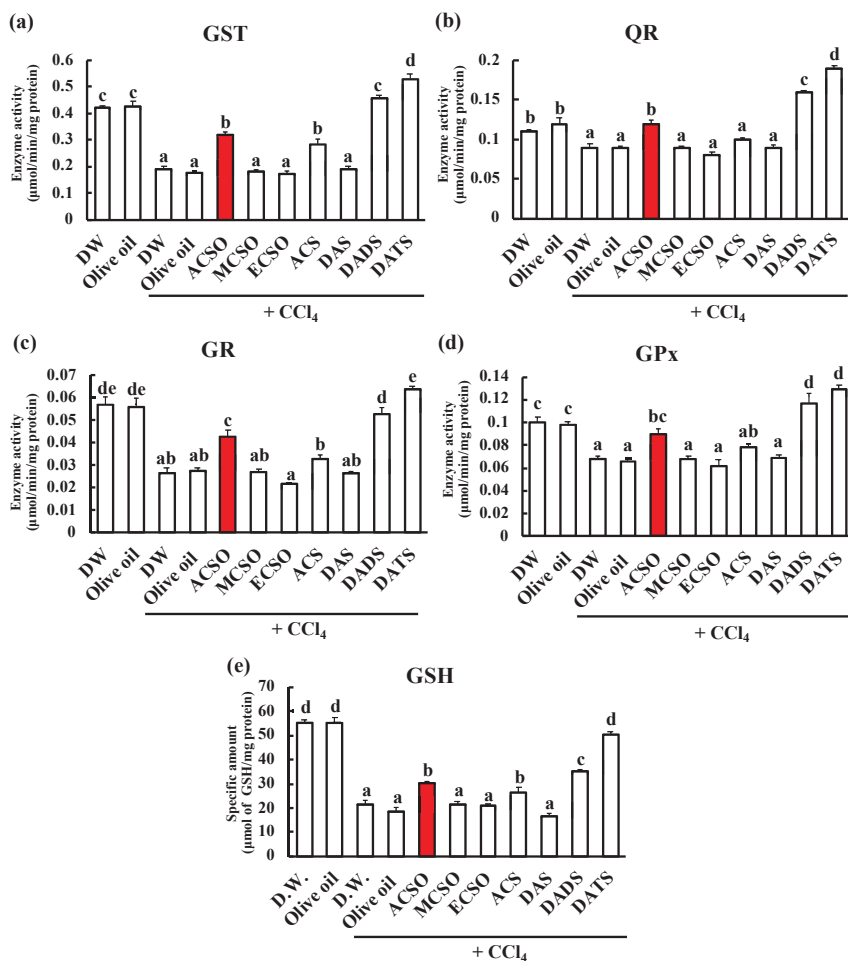 (a)
GST
Enzyme activity
(μmol/min/mg protein)
0.6
0.5
0.4
0.3
0.2
0.1
0
c
c
a
a
b
a
a
b
a
c
d
DW
Olive oil
DW
Olive oil
ACSO
MCSO
ECSO
ACS
DAS
DADS
DATS
+ CCl4
(b)
QR
Enzyme activity
(μmol/min/mg protein)
0.2
0.15
0.1
0.05
0
b
b
a
a
b
a
a
a
a
c
d
DW
Olive oil
DW
Olive oil
ACSO
MCSO
ECSO
ACS
DAS
DADS
DATS
+ CCl4
(c)
GR
Enzyme activity
(μmol/min/mg protein)
0.07
0.06
0.05
0.04
0.03
0.02
0.01
0
de
de
ab
ab
c
ab
a
b
ab
d
e
DW
Olive oil
DW
Olive oil
ACSO
MCSO
ECSO
ACS
DAS
DADS
DATS
+ CCl4
(d)
GPx
Enzyme activity
(μmol/min/mg protein)
0.14
0.12
0.1
0.08
0.06
0.04
0.02
0
c
c
a
a
bc
a
a
ab
a
d
d
DW
Olive oil
DW
Olive oil
ACSO
MCSO
ECSO
ACS
DAS
DADS
DATS
+ CCl4
(e)
GSH
Specific amount
(μmol of GSH/mg protein)
70
60
50
40
30
20
10
0
d
d
a
a
b
a
a
b
a
c
d
D.W.
Olive oil
D.W.
Olive oil
ACSO
MCSO
ECSO
ACS
DAS
DADS
DATS
+ CCl4